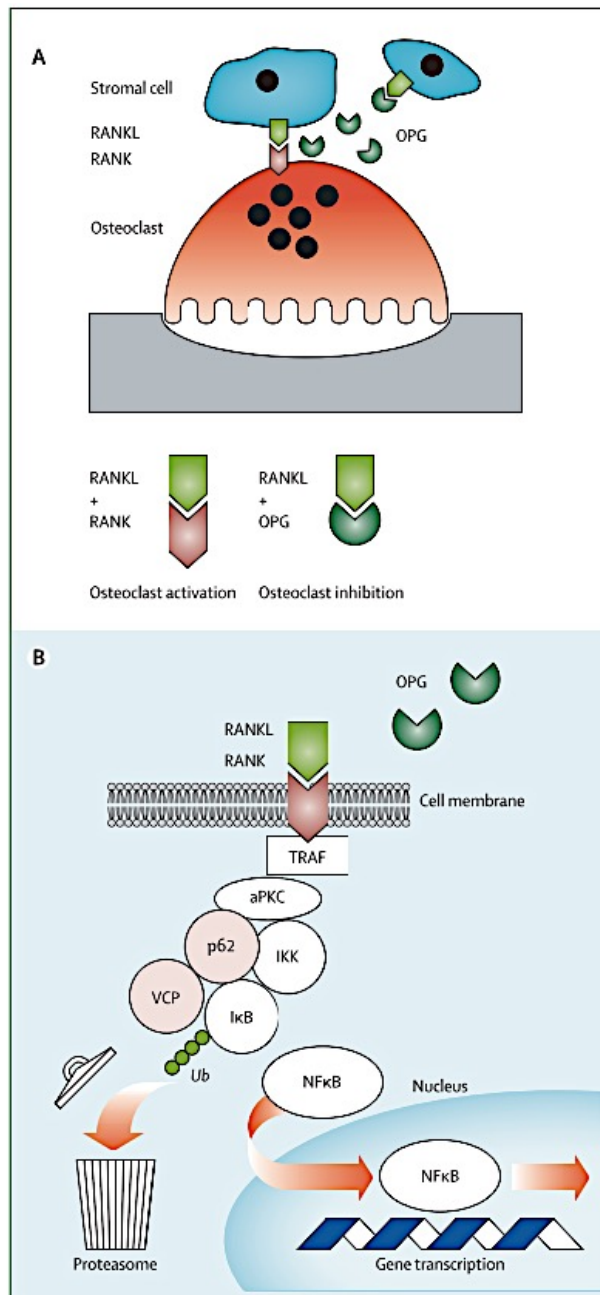 A
Stromal cell
RANKL
RANK
OPG
Osteoclast
RANKL
+
RANK
RANKL
+
OPG
Osteoclast activation
Osteoclast inhibition
B
OPG
RANKL
RANK
Cell membrane
TRAF
aPKC
p62
IKK
VCP
IκB
Ub
NFκB
Nucleus
NFκB
Proteasome
Gene transcription